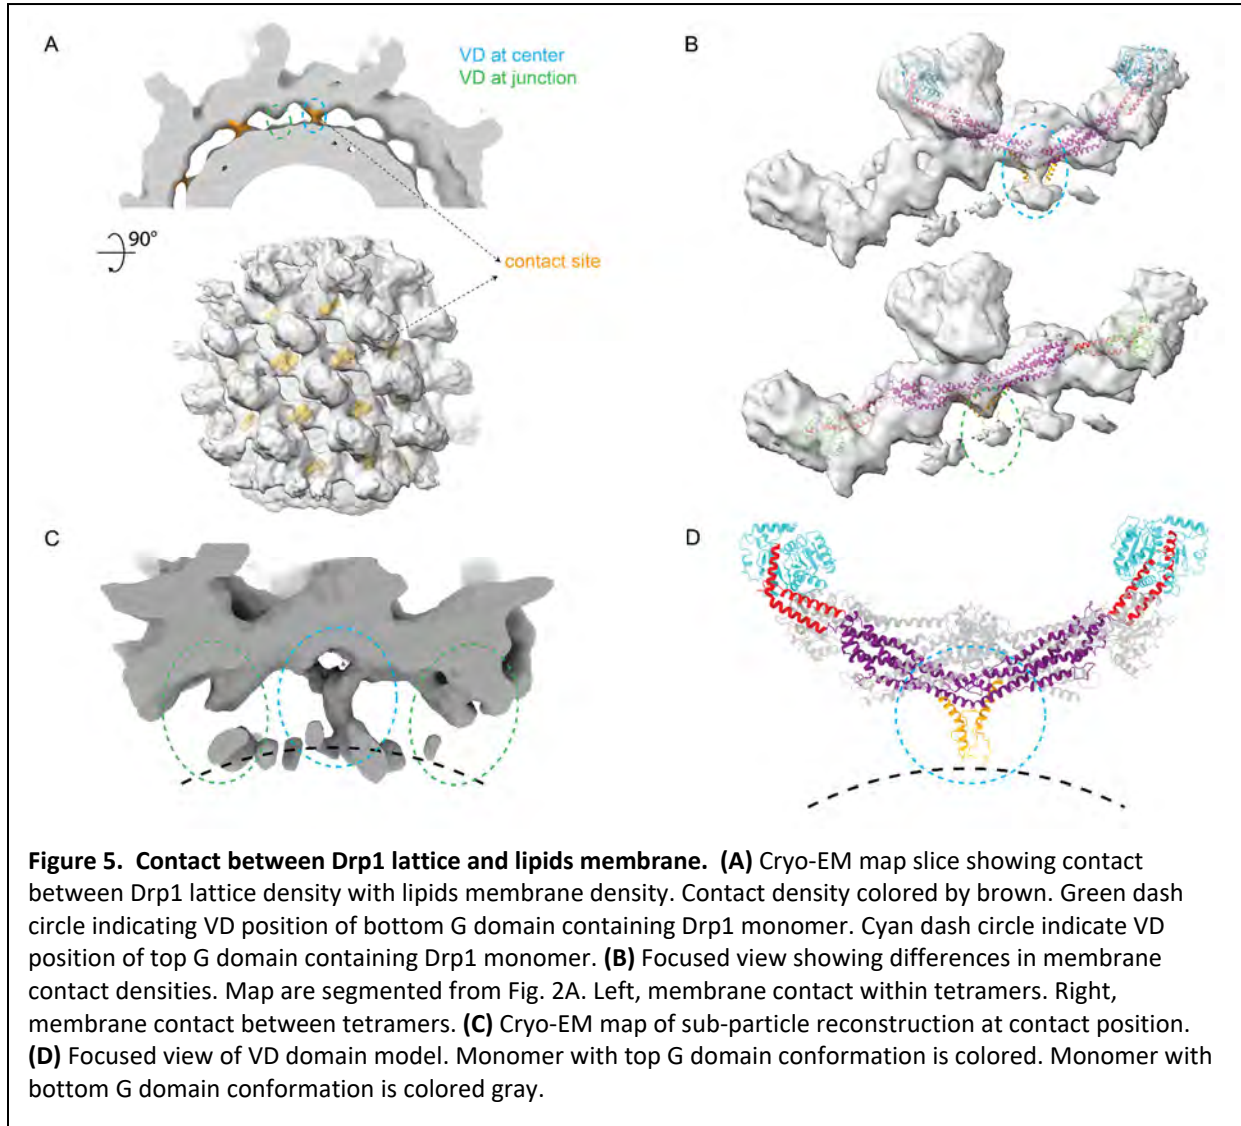 A
VD at center
VD at junction
B
90°
contact site
C
D
Figure 5. Contact between Drp1 lattice and lipids membrane. (A) Cryo-EM map slice showing contact
between Drp1 lattice density with lipids membrane density. Contact density colored by brown. Green dash
circle indicating VD position of bottom G domain containing Drp1 monomer. Cyan dash circle indicate VD
position of top G domain containing Drp1 monomer. (B) Focused view showing differences in membrane
contact densities. Map are segmented from Fig. 2A. Left, membrane contact within tetramers. Right,
membrane contact between tetramers. (C) Cryo-EM map of sub-particle reconstruction at contact position.
(D) Focused view of VD domain model. Monomer with top G domain conformation is colored. Monomer with
bottom G domain conformation is colored gray.